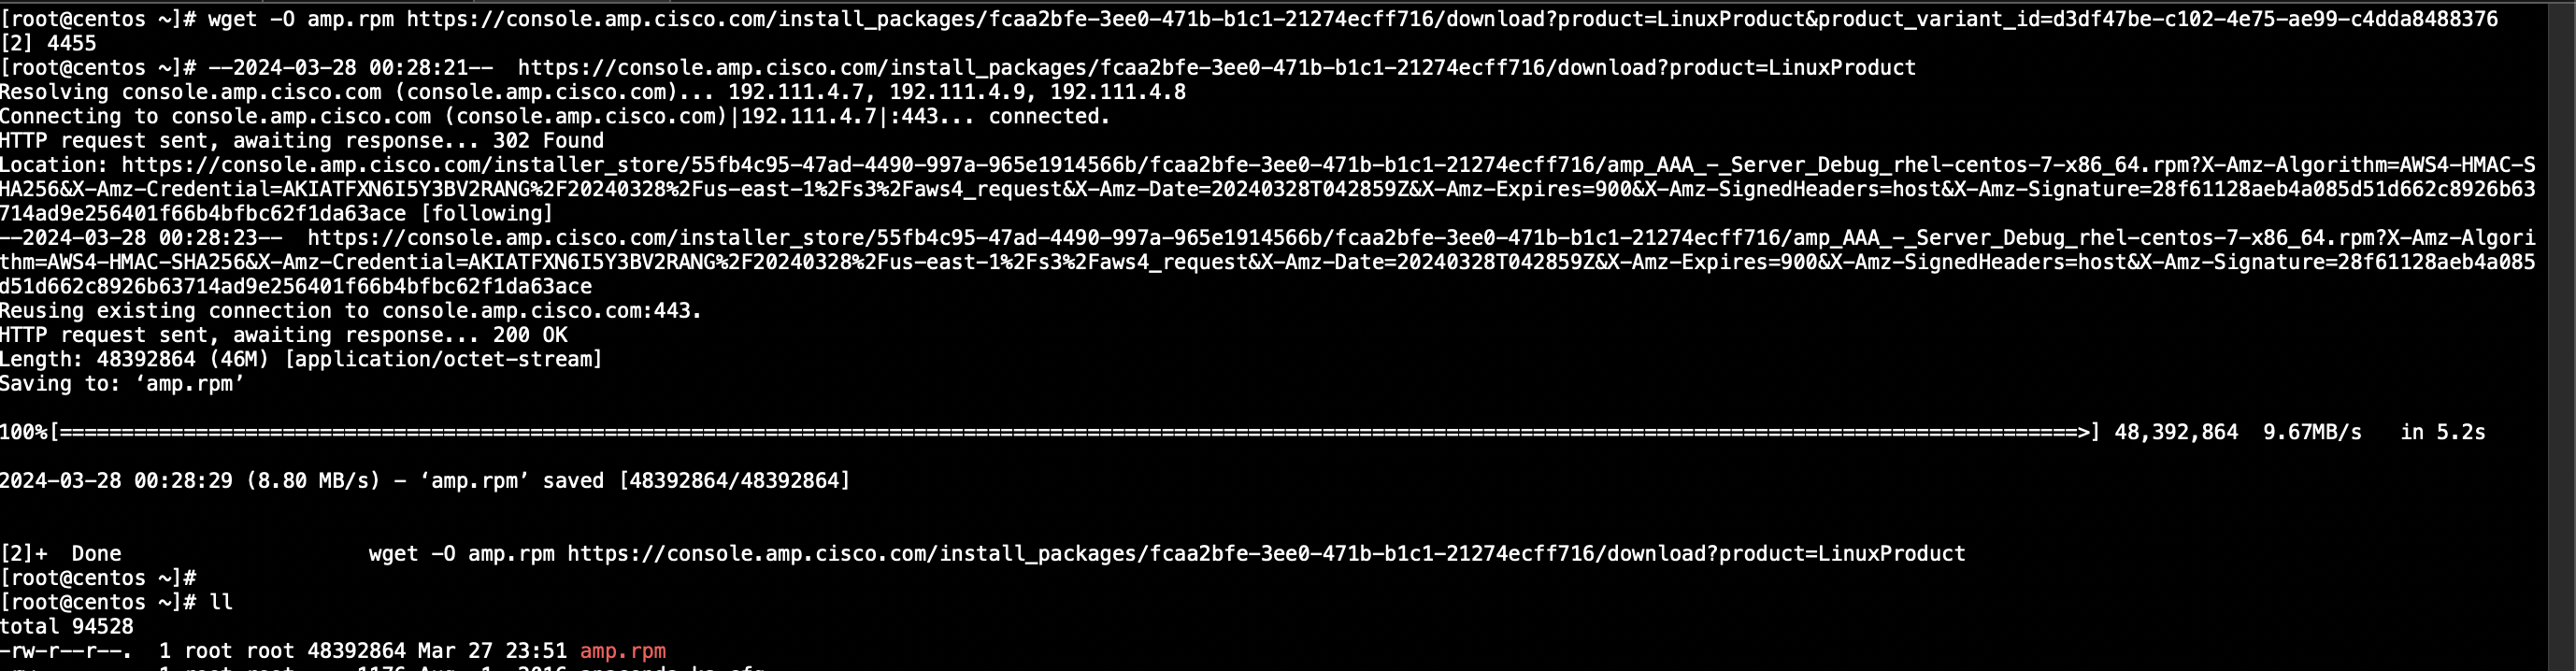 [root@centos ~]# wget -O amp.rpm https://console.amp.cisco.com/install_packages/fcaa2bfe-3ee0-471b-b1c1-21274ecff716/download?product=LinuxProduct&product_variant_id=d3df47be-c102-4e75-ae99-c4dda8488376
[2] 4455
[root@centos ~]# --2024-03-28 00:28:21--  https://console.amp.cisco.com/install_packages/fcaa2bfe-3ee0-471b-b1c1-21274ecff716/download?product=LinuxProduct
Resolving console.amp.cisco.com (console.amp.cisco.com)... 192.111.4.7, 192.111.4.9, 192.111.4.8
Connecting to console.amp.cisco.com (console.amp.cisco.com)|192.111.4.7|:443... connected.
HTTP request sent, awaiting response... 302 Found
Location: https://console.amp.cisco.com/installer_store/55fb4c95-47ad-4490-997a-965e1914566b/fcaa2bfe-3ee0-471b-b1c1-21274ecff716/amp_AAA_-_Server_Debug_rhel-centos-7-x86_64.rpm?X-Amz-Algorithm=AWS4-HMAC-S
HA256&X-Amz-Credential=AKIATFXN6I5Y3BV2RANG%2F20240328%2Fus-east-1%2Fs3%2Faws4_request&X-Amz-Date=20240328T042859Z&X-Amz-Expires=900&X-Amz-SignedHeaders=host&X-Amz-Signature=28f61128aeb4a085d51d662c8926b63
714ad9e256401f66b4bfbc62f1da63ace [following]
--2024-03-28 00:28:23--  https://console.amp.cisco.com/installer_store/55fb4c95-47ad-4490-997a-965e1914566b/fcaa2bfe-3ee0-471b-b1c1-21274ecff716/amp_AAA_-_Server_Debug_rhel-centos-7-x86_64.rpm?X-Amz-Algori
thm=AWS4-HMAC-SHA256&X-Amz-Credential=AKIATFXN6I5Y3BV2RANG%2F20240328%2Fus-east-1%2Fs3%2Faws4_request&X-Amz-Date=20240328T042859Z&X-Amz-Expires=900&X-Amz-SignedHeaders=host&X-Amz-Signature=28f61128aeb4a085
d51d662c8926b63714ad9e256401f66b4bfbc62f1da63ace
Reusing existing connection to console.amp.cisco.com:443.
HTTP request sent, awaiting response... 200 OK
Length: 48392864 (46M) [application/octet-stream]
Saving to: ‘amp.rpm’
100%[=====================================================================================================================================================================>] 48,392,864  9.67MB/s   in 5.2s
2024-03-28 00:28:29 (8.80 MB/s) - ‘amp.rpm’ saved [48392864/48392864]
[2]+  Done                    wget -O amp.rpm https://console.amp.cisco.com/install_packages/fcaa2bfe-3ee0-471b-b1c1-21274ecff716/download?product=LinuxProduct
[root@centos ~]#
[root@centos ~]# ll
total 94528
-rw-r--r--.  1 root root 48392864 Mar 27 23:51 amp.rpm